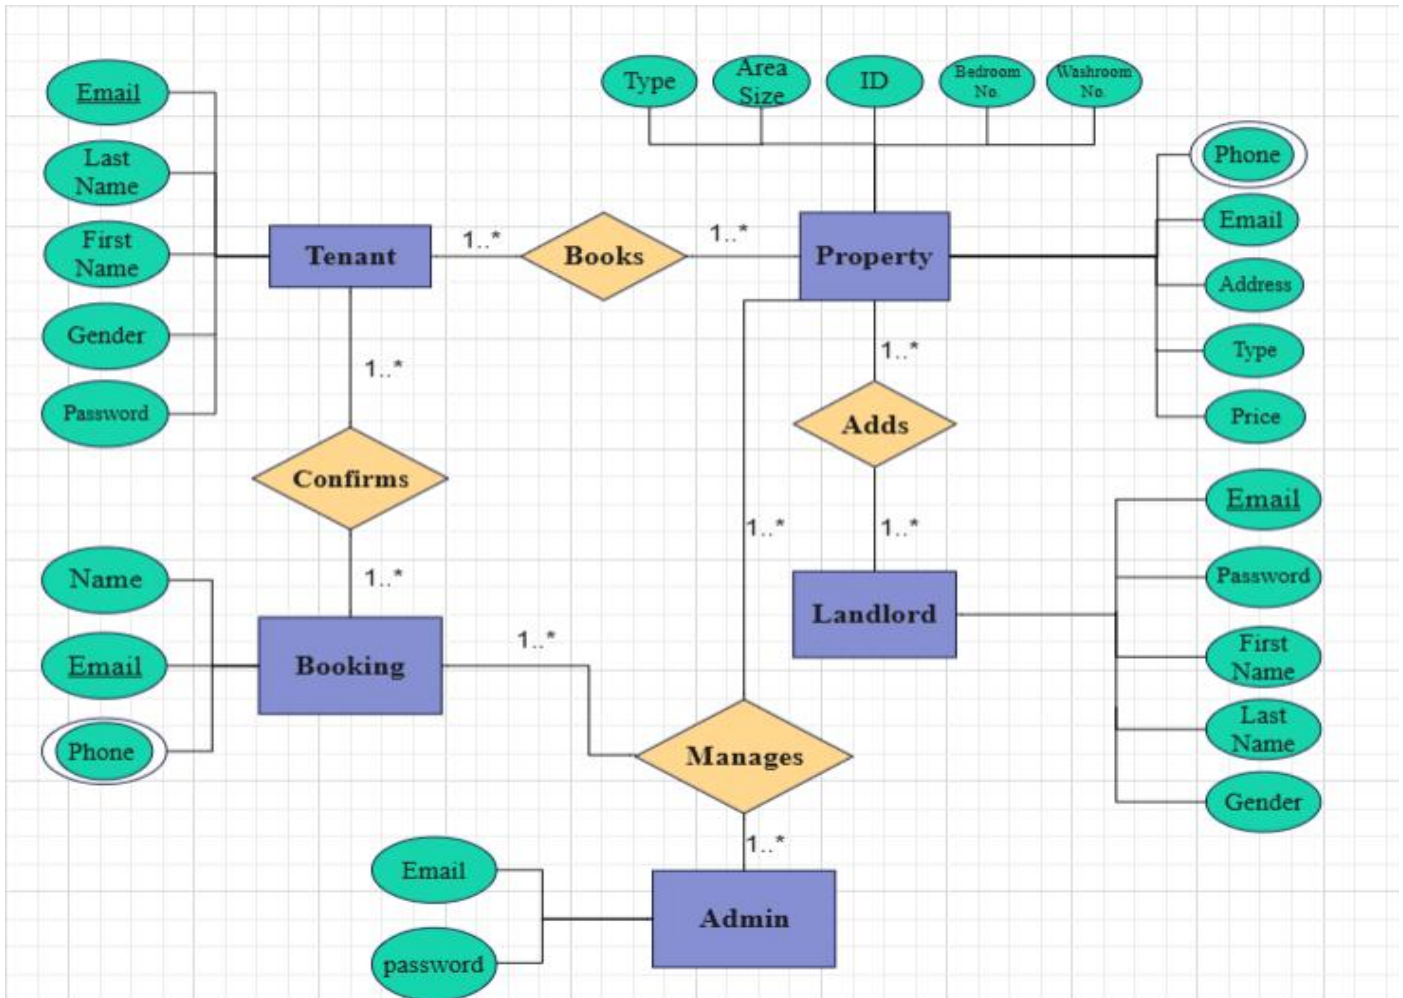 Type
Area
Size
ID
Bedroom
No.
Washroom
No.
Email
Last
Name
First
Name
Gender
Password
Tenant
1..*
Books
1..*
Property
Phone
Email
Address
Type
Price
1..*
Confirms
1..*
1..*
Adds
1..*
1..*
Landlord
Email
Password
First
Name
Last
Name
Gender
Name
Email
Phone
Booking
1..*
Manages
1..*
Email
password
Admin